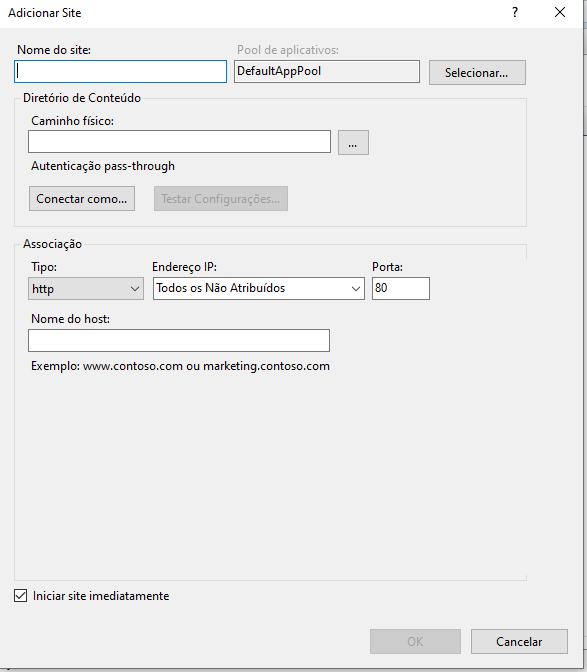 Adicionar Site
?
Nome do site:
Pool de aplicativos:
DefaultAppPool
Selecionar...
Diretório de Conteúdo
Caminho físico:
...
Autenticação pass-through
Conectar como...
Testar Configurações...
Associação
Tipo:
Endereço IP:
Porta:
http
Todos os Não Atribuídos
80
Nome do host:
Exemplo: www.contoso.com ou marketing.contoso.com
Iniciar site imediatamente
OK
Cancelar